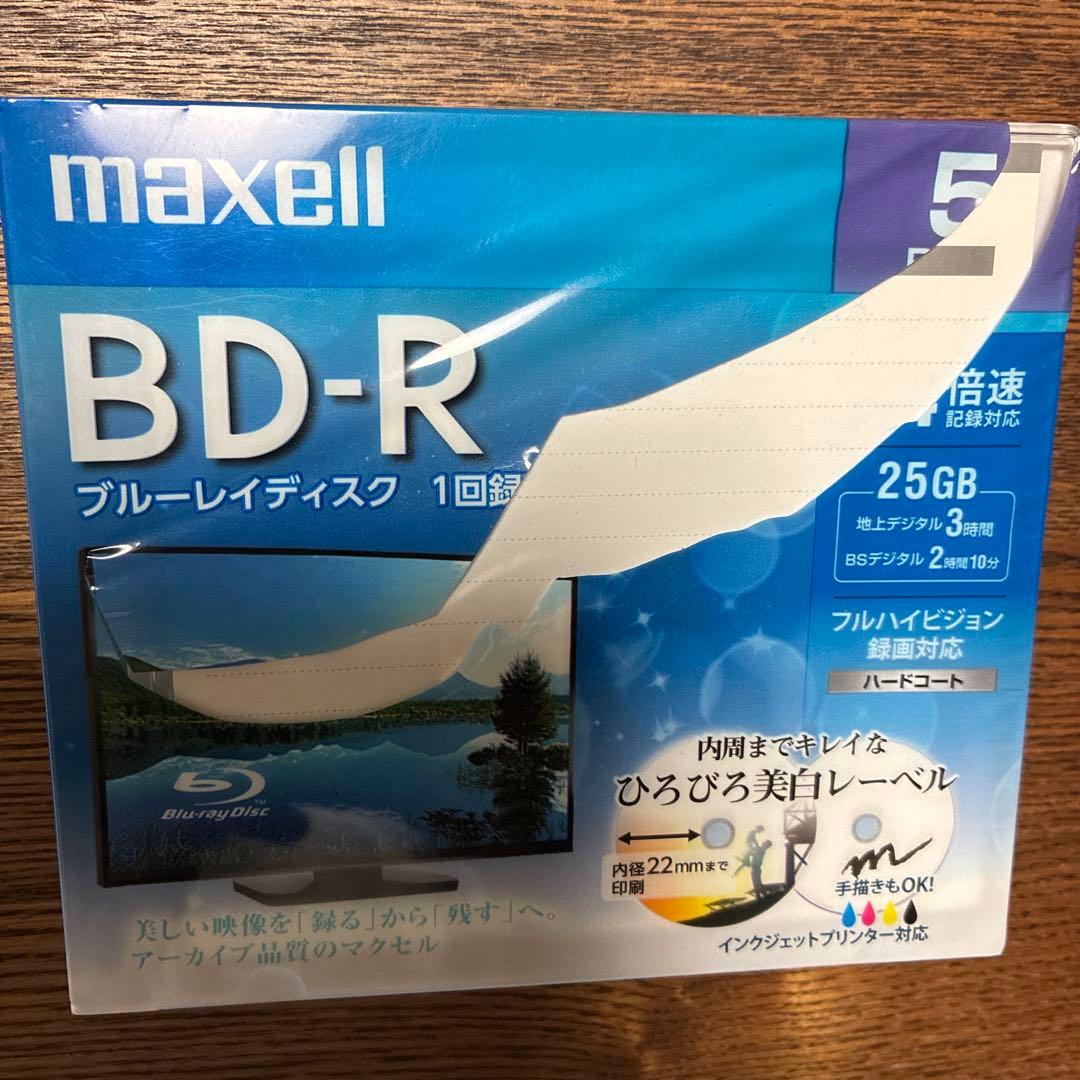 maxell
5
BD-R
ブルーレイディスク 1回録
倍速
記録対応
25GB
地上デジタル 3時間
BSデジタル 2時間10分
フルハイビジョン
録画対応
ハードコート
Blu-ray Disc
TM
内周までキレイな
ひろびろ美白レーベル
内径22mmまで
印刷
手描きもOK!
インクジェットプリンター対応
美しい映像を「録る」から「残す」へ。
アーカイブ品質のマクセル